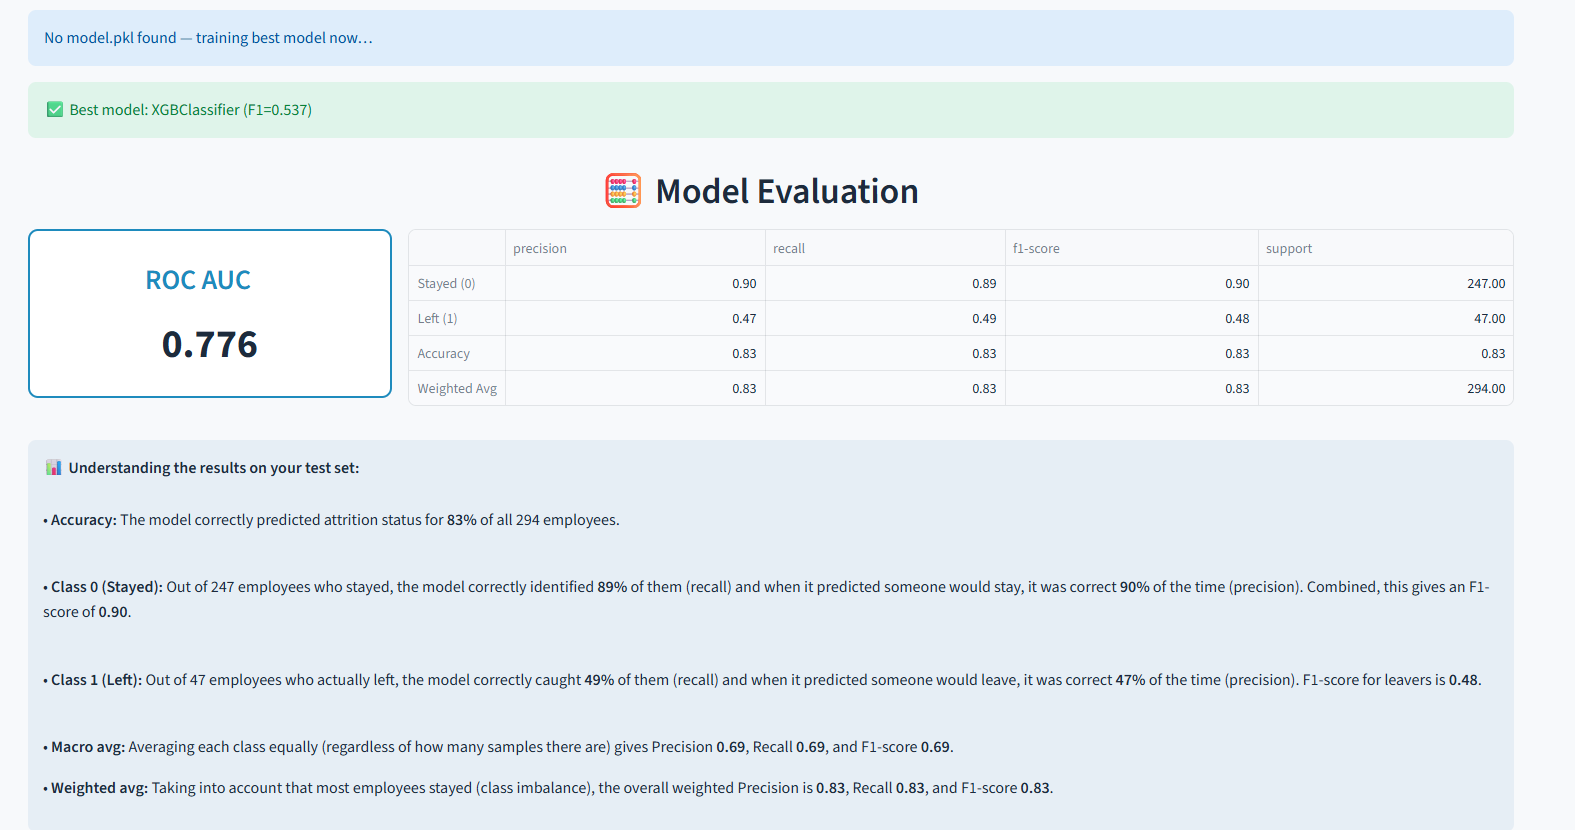 No model.pkl found — training best model now…
✅ Best model: XGBClassifier (F1=0.537)
🧮 Model Evaluation
ROC AUC
0.776
precision recall f1-score support
Stayed (0) 0.90 0.89 0.90 247.00
Left (1) 0.47 0.49 0.48 47.00
Accuracy 0.83 0.83 0.83 0.83
Weighted Avg 0.83 0.83 0.83 294.00
📊 Understanding the results on your test set:
• Accuracy: The model correctly predicted attrition status for 83% of all 294 employees.
• Class 0 (Stayed): Out of 247 employees who stayed, the model correctly identified 89% of them (recall) and when it predicted someone would stay, it was correct 90% of the time (precision). Combined, this gives an F1-
score of 0.90.
• Class 1 (Left): Out of 47 employees who actually left, the model correctly caught 49% of them (recall) and when it predicted someone would leave, it was correct 47% of the time (precision). F1-score for leavers is 0.48.
• Macro avg: Averaging each class equally (regardless of how many samples there are) gives Precision 0.69, Recall 0.69, and F1-score 0.69.
• Weighted avg: Taking into account that most employees stayed (class imbalance), the overall weighted Precision is 0.83, Recall 0.83, and F1-score 0.83.